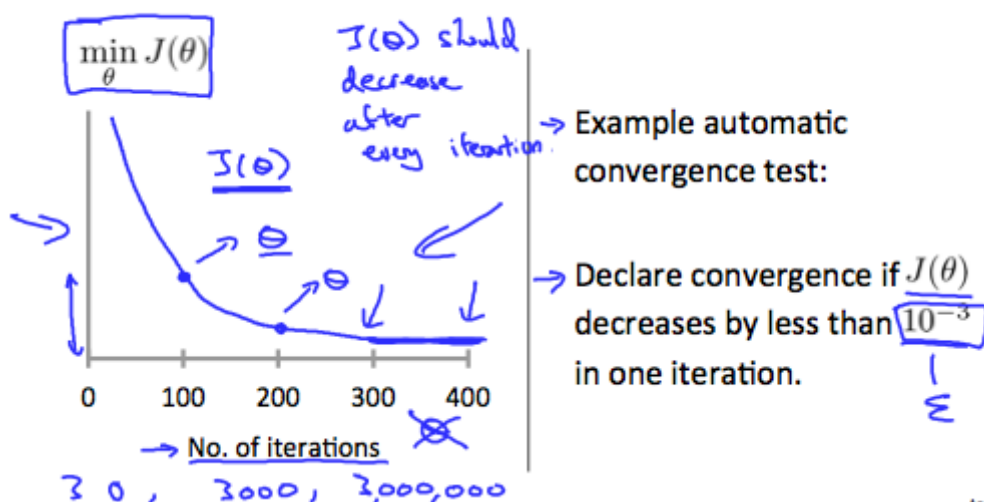 min J(θ)
θ
J(θ) should
decrease
after
every iteration.
J(θ)
θ
θ
0 100 200 300 400
No. of iterations
θ
30, 3000, 3,000,000
Example automatic
convergence test:
Declare convergence if J(θ)
decreases by less than 10⁻³
in one iteration.
ε